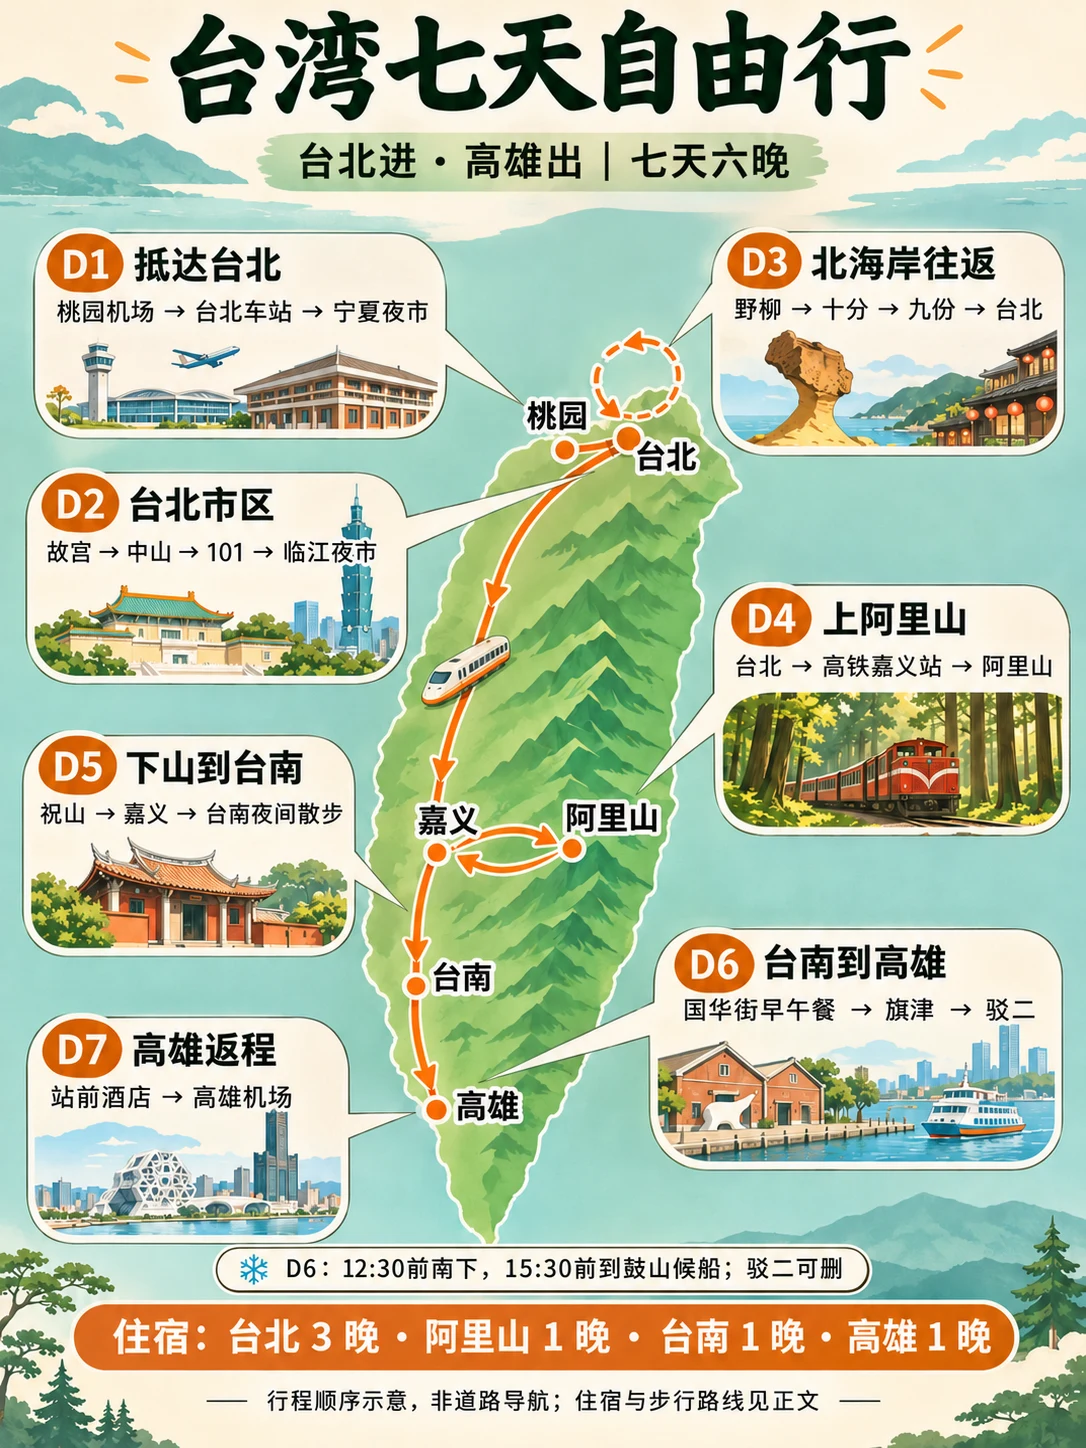 台湾七天自由行
台北进・高雄出｜七天六晚
D1 抵达台北
桃园机场 → 台北车站 → 宁夏夜市
D3 北海岸往返
野柳 → 十分 → 九份 → 台北
桃园
台北
D2 台北市区
故宫 → 中山 → 101 → 临江夜市
D4 上阿里山
台北 → 高铁嘉义站 → 阿里山
D5 下山到台南
祝山 → 嘉义 → 台南夜间散步
嘉义
阿里山
台南
D6 台南到高雄
国华街早午餐 → 旗津 → 驳二
D7 高雄返程
站前酒店 → 高雄机场
高雄
D6：12:30前南下，15:30前到鼓山候船；驳二可删
住宿：台北 3 晚・阿里山 1 晚・台南 1 晚・高雄 1 晚
行程顺序示意，非道路导航；住宿与步行路线见正文